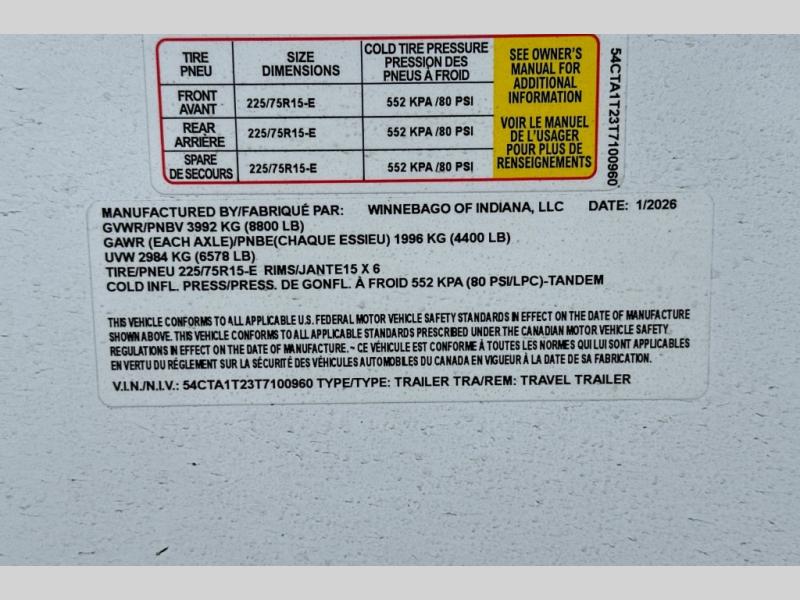 TIRE
PNEU
SIZE
DIMENSIONS
COLD TIRE PRESSURE
PRESSION DES
PNEUS À FROID
SEE OWNER'S
MANUAL FOR
ADDITIONAL
INFORMATION
FRONT
AVANT
225/75R15-E
552 KPA /80 PSI
REAR
ARRIÈRE
225/75R15-E
552 KPA /80 PSI
SPARE
DE SECOURS
225/75R15-E
552 KPA /80 PSI
VOIR LE MANUEL
DE L'USAGER
POUR PLUS DE
RENSEIGNEMENTS
54CTA1T23T7100960
MANUFACTURED BY/FABRIQUÉ PAR: WINNEBAGO OF INDIANA, LLC DATE: 1/2026
GVWR/PNBV 3992 KG (8800 LB)
GAWR (EACH AXLE)/PNBE(CHAQUE ESSIEU) 1996 KG (4400 LB)
UVW 2984 KG (6578 LB)
TIRE/PNEU 225/75R15-E RIMS/JANTE15 X 6
COLD INFL. PRESS/PRESS. DE GONFL. À FROID 552 KPA (80 PSI/LPC)-TANDEM
THIS VEHICLE CONFORMS TO ALL APPLICABLE U.S. FEDERAL MOTOR VEHICLE SAFETY STANDARDS IN EFFECT ON THE DATE OF MANUFACTURE
SHOWN ABOVE. THIS VEHICLE CONFORMS TO ALL APPLICABLE STANDARDS PRESCRIBED UNDER THE CANADIAN MOTOR VEHICLE SAFETY
REGULATIONS IN EFFECT ON THE DATE OF MANUFACTURE. ~ CE VÉHICULE EST CONFORME À TOUTES LES NORMES QUI LUI SONT APPLICABLES
EN VERTU DU RÉGLEMENT SUR LA SÉCURITÉ DES VÉHICULES AUTOMOBILES DU CANADA EN VIGUEUR À LA DATE DE SA FABRICATION.
V.I.N./N.I.V.: 54CTA1T23T7100960 TYPE/TYPE: TRAILER TRA/REM: TRAVEL TRAILER